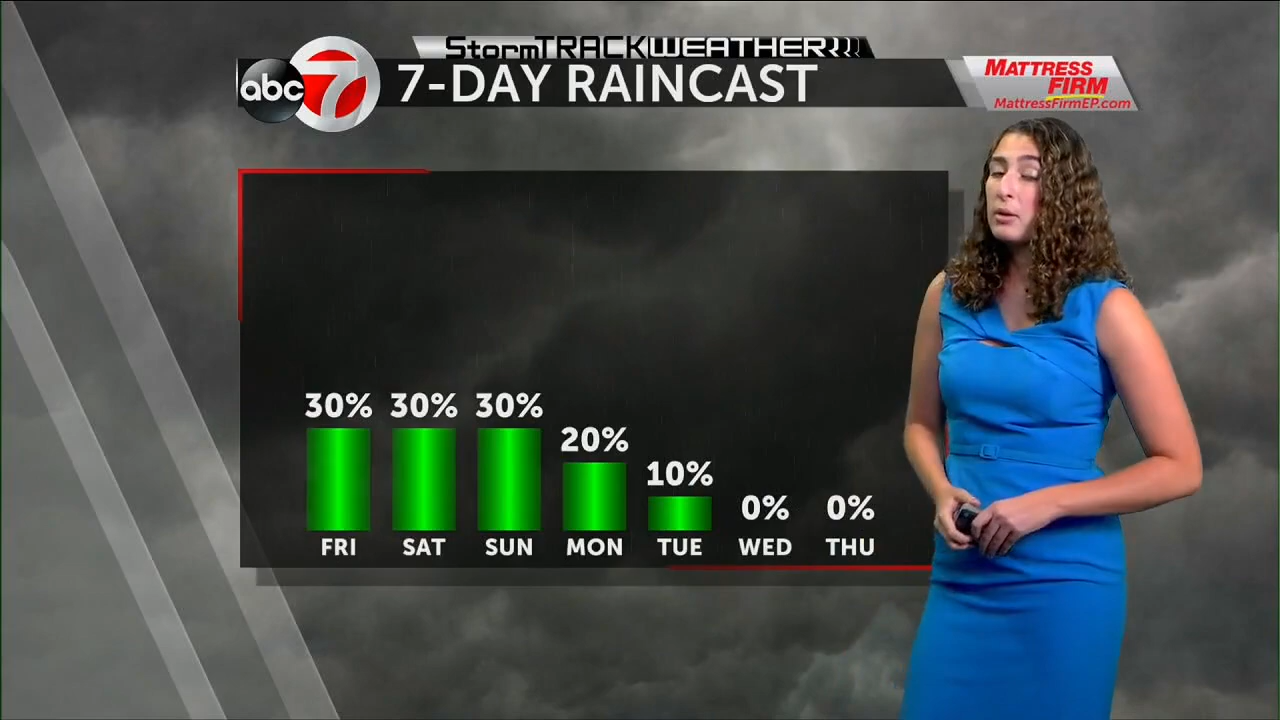 StormTRACKWEATHER
abc 7
7-DAY RAINCAST
MATTRESS
FIRM
MattressFirmEP.com
30% 30% 30% 20% 10% 0% 0%
FRI SAT SUN MON TUE WED THU